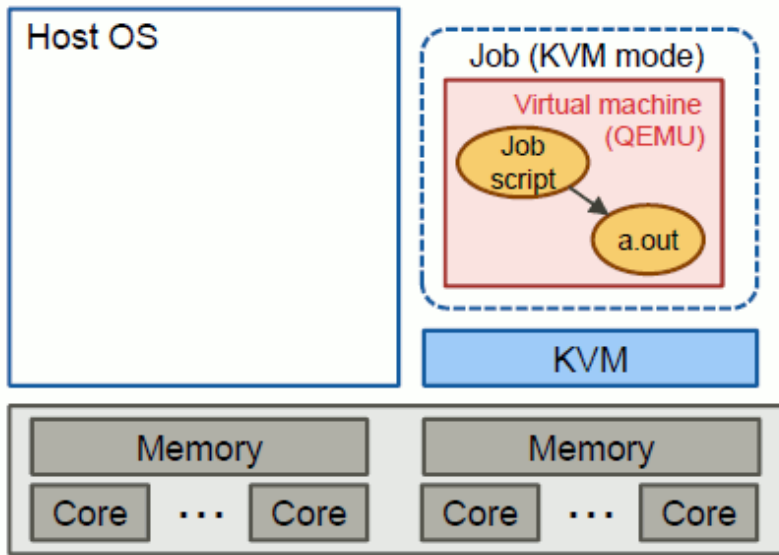 Host OS
Job (KVM mode)
Virtual machine
(QEMU)
Job
script
a.out
KVM
Memory
Memory
Core ... Core
Core ... Core